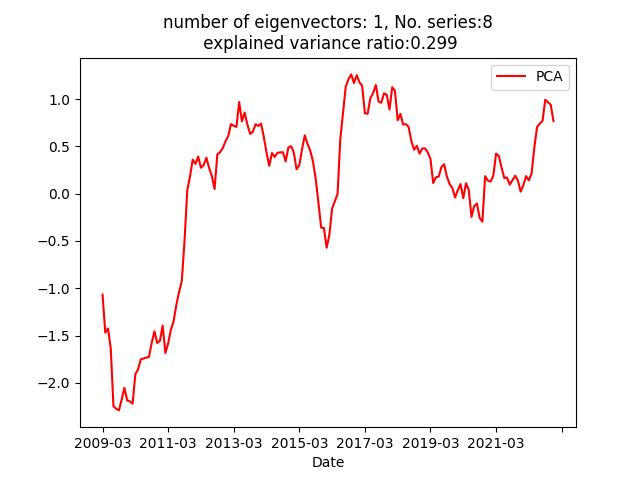 number of eigenvectors: 1, No. series:8
explained variance ratio:0.299
PCA
1.0
0.5
0.0
−0.5
−1.0
−1.5
−2.0
2009-03 2011-03 2013-03 2015-03 2017-03 2019-03 2021-03
Date